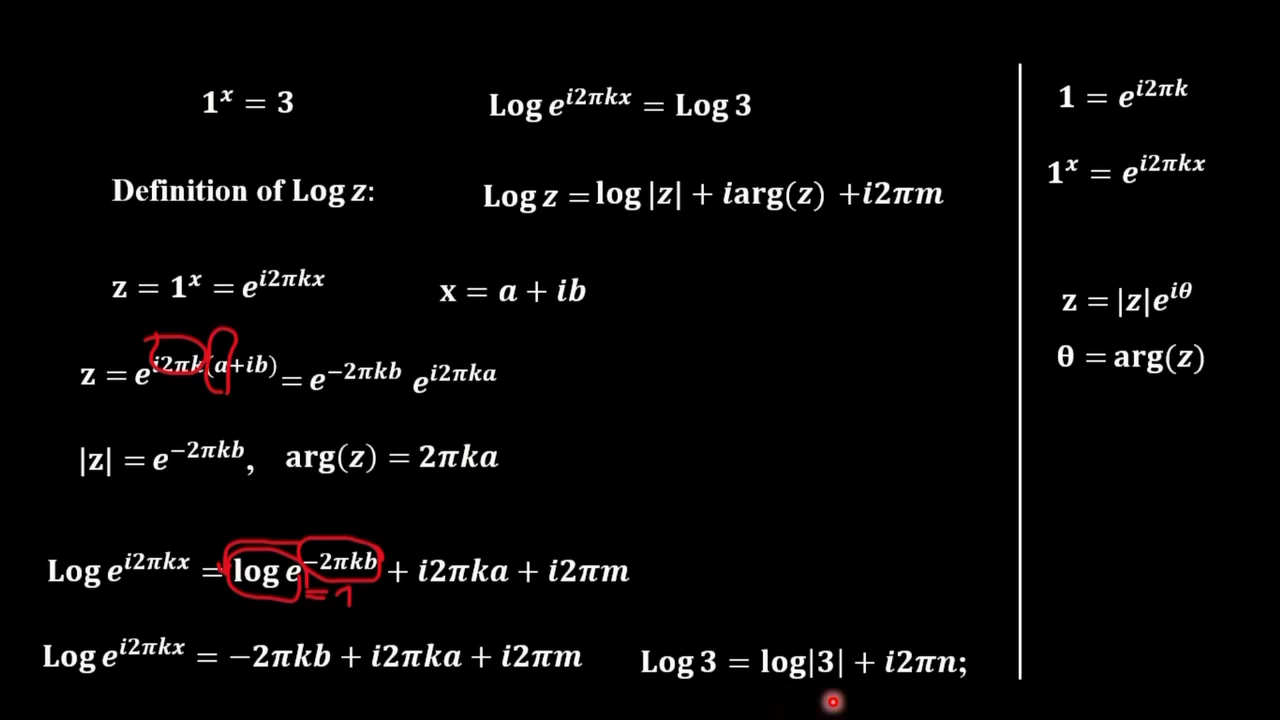 1^x = 3    Log e^{i2πkx} = Log 3
Definition of Log z:    Log z = log |z| + iarg(z) +i2πm
z = 1^x = e^{i2πkx}    x = a + ib
z = e^{i2πk(a+ib)} = e^{−2πkb} e^{i2πka}
|z| = e^{−2πkb},  arg(z) = 2πka
Log e^{i2πkx} = log e^{−2πkb} + i2πka + i2πm
= 1
Log e^{i2πkx} = −2πkb + i2πka + i2πm    Log 3 = log|3| + i2πn;
1 = e^{i2πk}
1^x = e^{i2πkx}
z = |z|e^{iθ}
θ = arg(z)